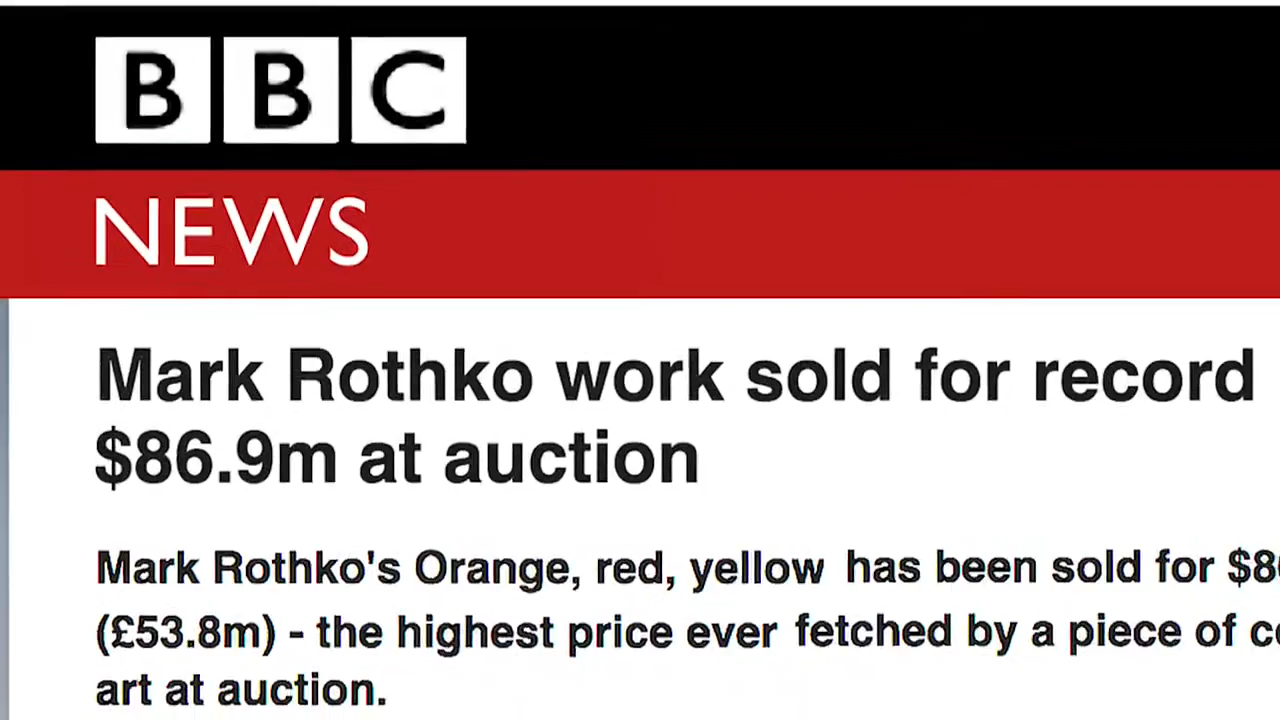 BBC
NEWS
Mark Rothko work sold for record
$86.9m at auction
Mark Rothko's Orange, red, yellow has been sold for
(£53.8m) - the highest price ever fetched by a piece of
art at auction.